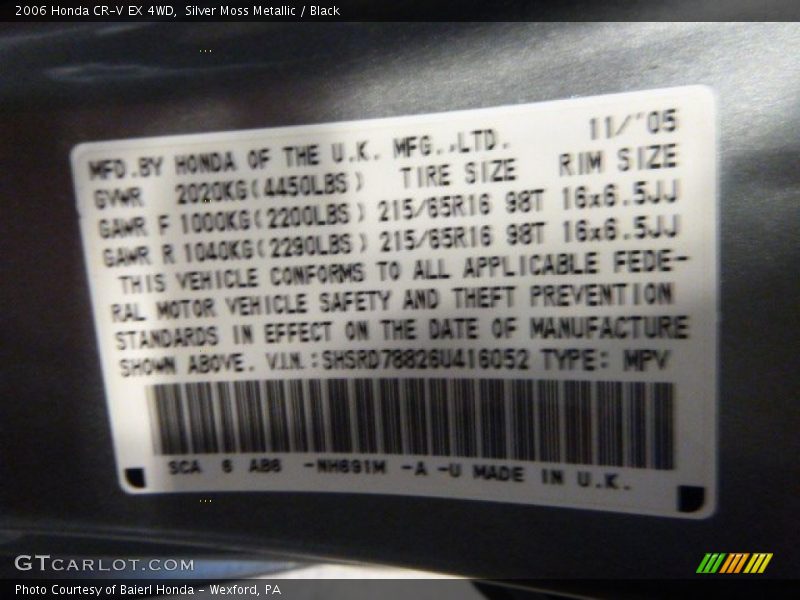 2006 Honda CR-V EX 4WD,  Silver Moss Metallic / Black
MFD.BY HONDA OF THE U.K. MFG.,LTD. 11/'05
GVWR 2020KG(4450LBS) TIRE SIZE RIM SIZE
GAWR F 1000KG(2200LBS) 215/65R16 98T 16x6.5JJ
GAWR R 1040KG(2290LBS) 215/65R16 98T 16x6.5JJ
THIS VEHICLE CONFORMS TO ALL APPLICABLE FEDE-
RAL MOTOR VEHICLE SAFETY AND THEFT PREVENTION
STANDARDS IN EFFECT ON THE DATE OF MANUFACTURE
SHOWN ABOVE. V.I.N.:SHSRD78826U416052 TYPE: MPV
SCA 6 AB6 -NH691M -A -U MADE IN U.K.
GTCARLOT.COM
Photo Courtesy of Baierl Honda - Wexford, PA